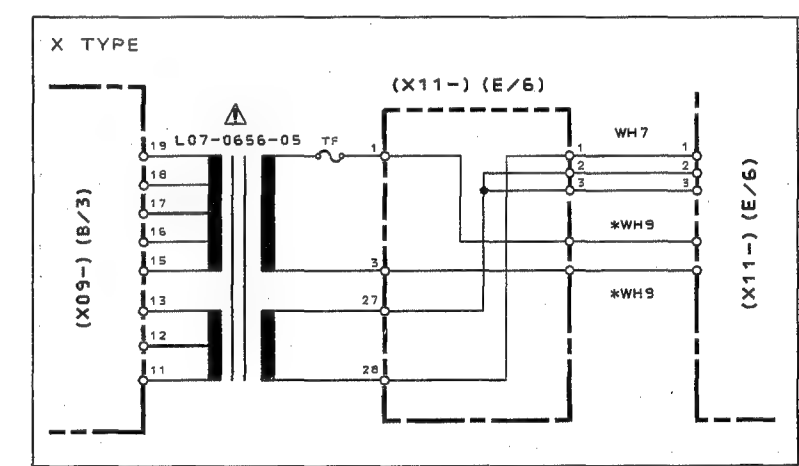 X TYPE
(X11-) (E/6)
L07-0656-05 TF
19
18
17
16
15
13
12
11
(X09-) (B/3)
1
3
27
28
1
2
3
WH7
1
2
3
*WH9
*WH9
(X11-) (E/6)